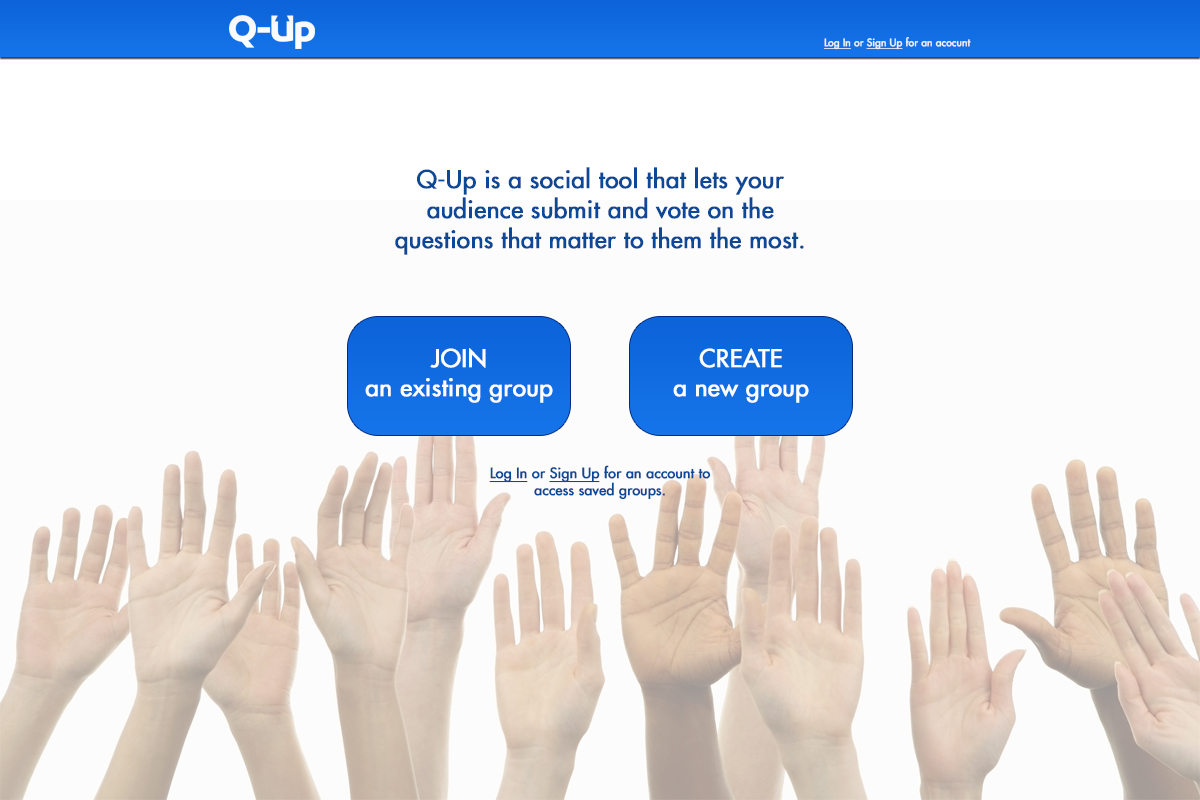 Q-Up
Log In or Sign Up for an acocunt
Q-Up is a social tool that lets your
audience submit and vote on the
questions that matter to them the most.
JOIN
an existing group
CREATE
a new group
Log In or Sign Up for an account to
access saved groups.